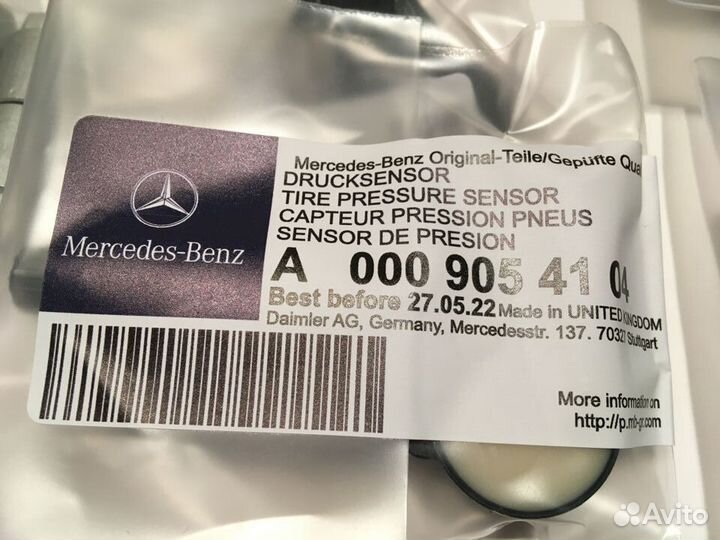 Mercedes-Benz Original-Teile/Geprüfte Qua
DRUCKSENSOR
TIRE PRESSURE SENSOR
CAPTEUR PRESSION PNEUS
SENSOR DE PRESION
Mercedes-Benz
A 000 905 41 04
Best before 27.05.22 Made in UNITED KINGDOM
Daimler AG, Germany, Mercedesstr. 137. 70327 Stuttgart
More information on
http://p.mb-gr.com
Avito